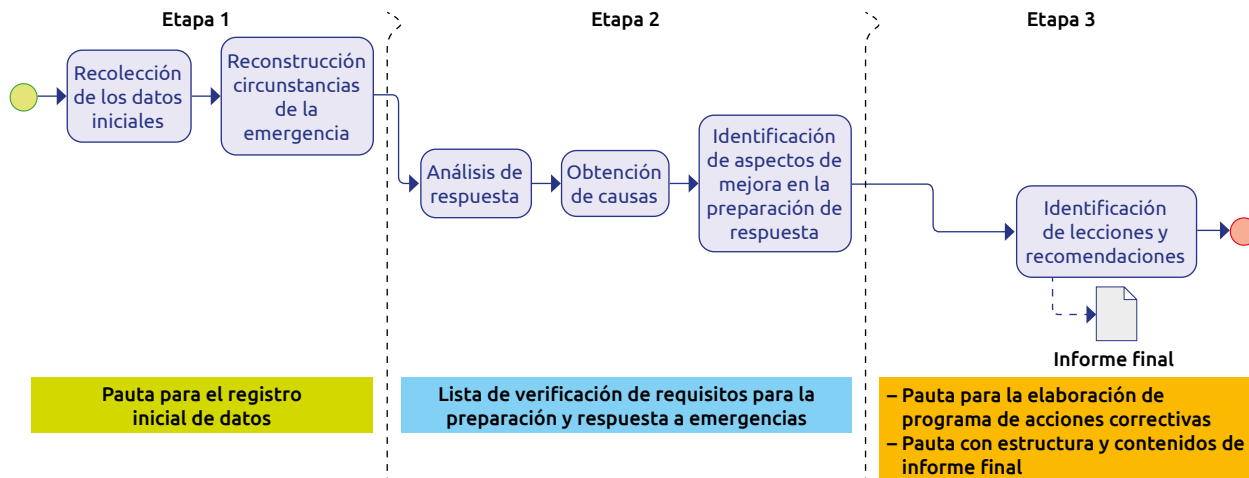 Etapa 1
Etapa 2
Etapa 3
Recolección
de los datos
iniciales
Reconstrucción
circunstancias
de la
emergencia
Análisis de
respuesta
Obtención
de causas
Identificación
de aspectos de
mejora en la
preparación de
respuesta
Identificación
de lecciones y
recomendaciones
Informe final
Pauta para el registro
inicial de datos
Lista de verificación de requisitos para la
preparación y respuesta a emergencias
– Pauta para la elaboración de
programa de acciones correctivas
– Pauta con estructura y contenidos de
informe final